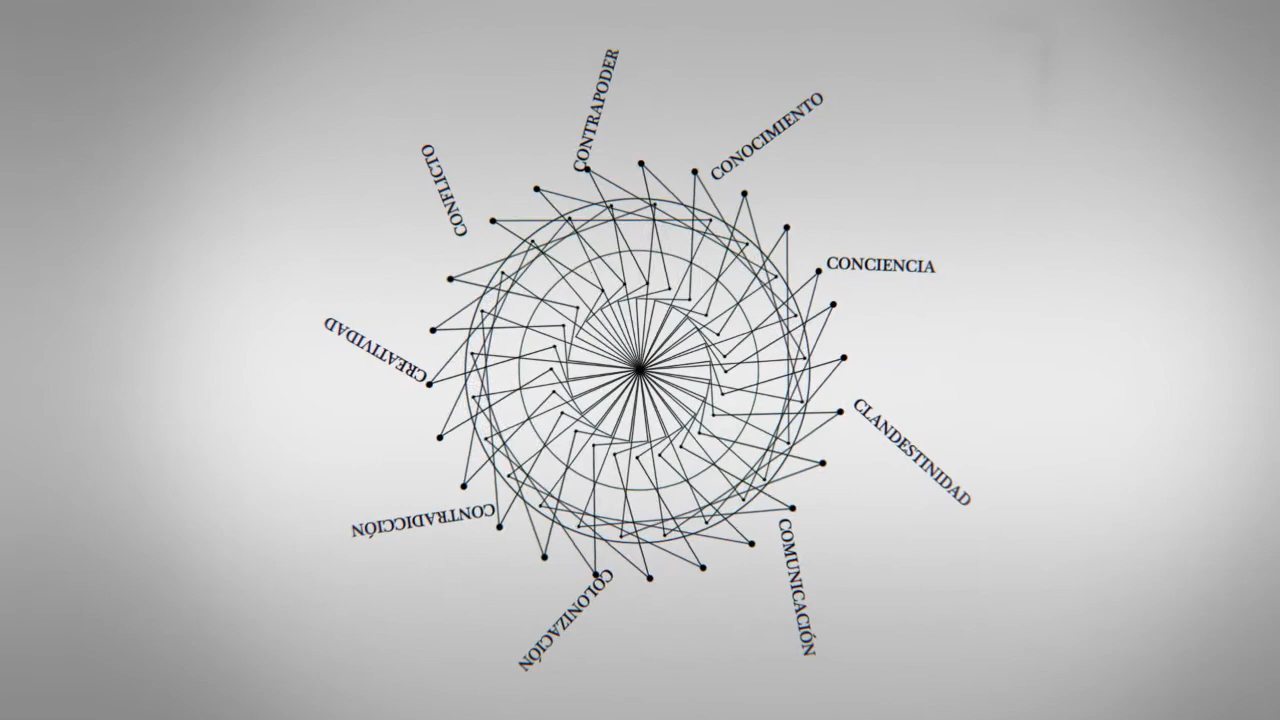 CONTRAPODER
CONOCIMIENTO
CONCIENCIA
CLANDESTINIDAD
COMUNICACIÓN
COLONIZACIÓN
CONTRADICCIÓN
CREATIVIDAD
CONFLICTO